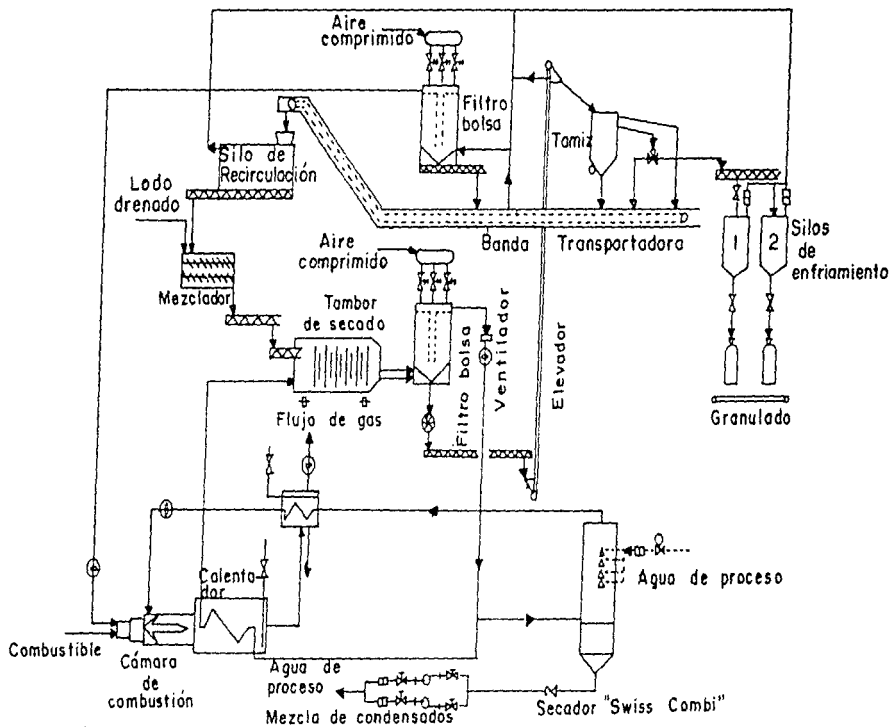 Aire
comprimido
Filtro
bolsa
Tamiz
Silo de
Recirculación
Lodo
drenado
Banda
Transportadora
1
2
Silos
de
enfriamiento
Aire
comprimido
Mezclador
Tambor
de secado
Filtro bolsa
Ventilador
Elevador
Flujo de gas
Granulado
Calenta-
dor
Agua de proceso
Combustible
Cámara
de
combustión
Agua de
proceso
Mezcla de condensados
Secador "Swiss Combi"